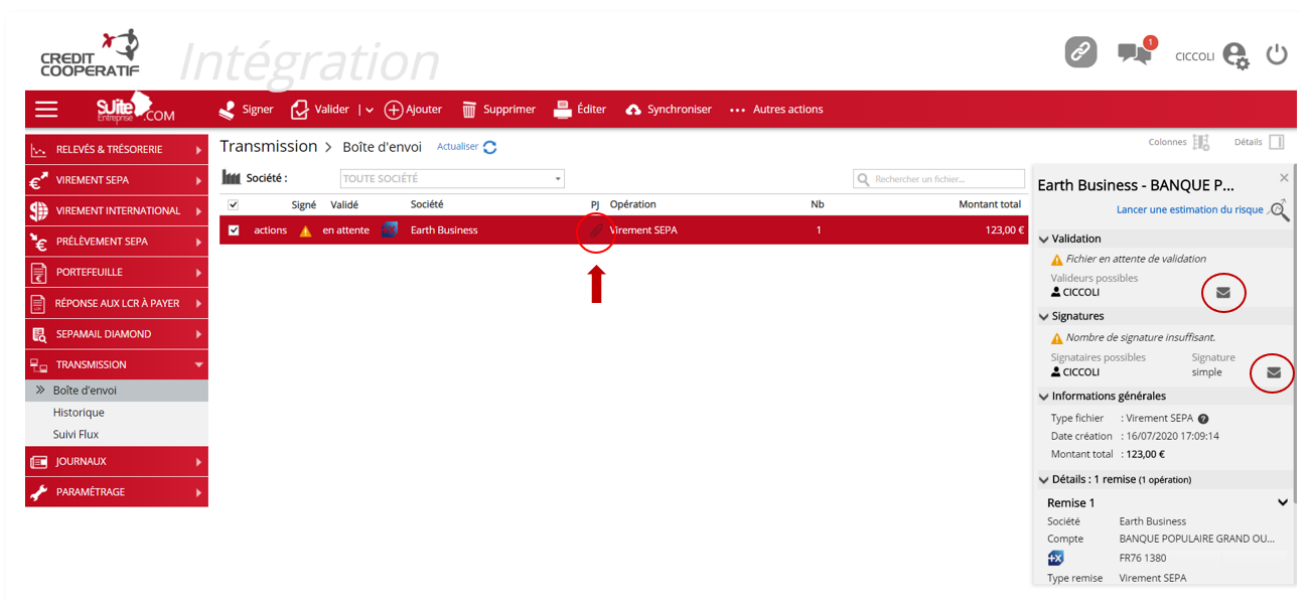 CREDIT
COOPERATIF
Intégration
1
CICCOLI
SUite
Entreprise .COM
Signer Valider | Ajouter Supprimer Éditer Synchroniser ••• Autres actions
RELEVÉS & TRÉSORERIE
VIREMENT SEPA
VIREMENT INTERNATIONAL
PRÉLÈVEMENT SEPA
PORTEFEUILLE
RÉPONSE AUX LCR À PAYER
SEPAMAIL DIAMOND
TRANSMISSION
Boîte d'envoi
Historique
Suivi Flux
JOURNAUX
PARAMÉTRAGE
Transmission > Boîte d'envoi Actualiser
Colonnes Détails
Société : TOUTE SOCIÉTÉ Rechercher un fichier...
Signé Validé Société PJ Opération Nb Montant total
actions en attente Earth Business Virement SEPA 1 123,00 €
Earth Business - BANQUE P...
Lancer une estimation du risque
Validation
Fichier en attente de validation
Valideurs possibles
CICCOLI
Signatures
Nombre de signature insuffisant.
Signataires possibles Signature
CICCOLI simple
Informations générales
Type fichier : Virement SEPA
Date création : 16/07/2020 17:09:14
Montant total : 123,00 €
Détails : 1 remise (1 opération)
Remise 1
Société Earth Business
Compte BANQUE POPULAIRE GRAND OU...
FR76 1380
Type remise Virement SEPA